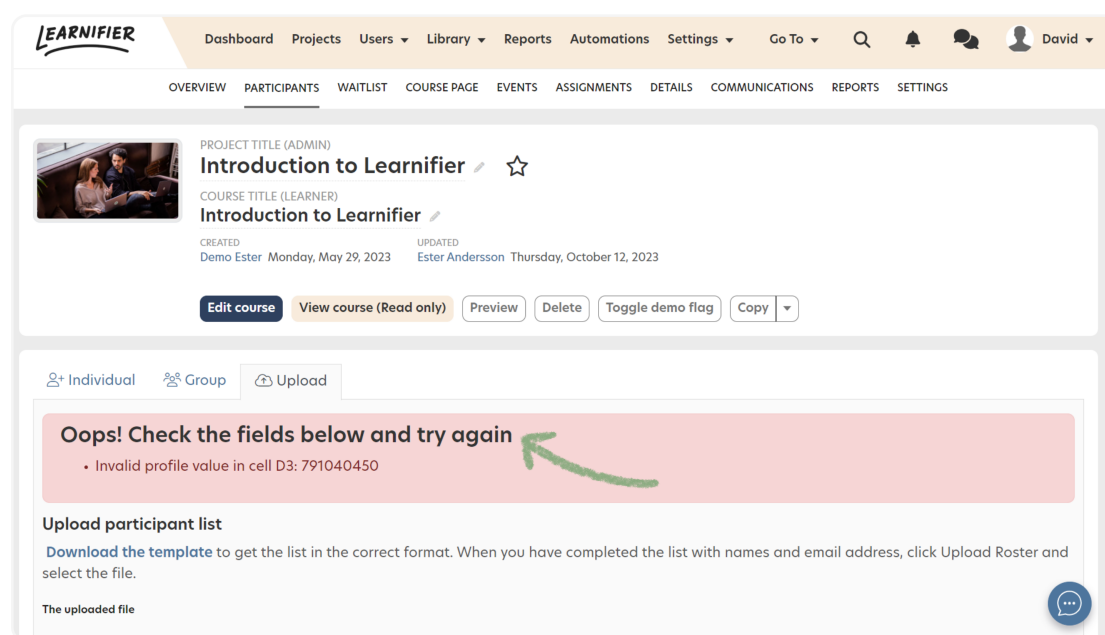 LEARNIFIER
Dashboard Projects Users Library Reports Automations Settings Go To David
OVERVIEW PARTICIPANTS WAITLIST COURSE PAGE EVENTS ASSIGNMENTS DETAILS COMMUNICATIONS REPORTS SETTINGS
PROJECT TITLE (ADMIN)
Introduction to Learnifier
COURSE TITLE (LEARNER)
Introduction to Learnifier
CREATED UPDATED
Demo Ester Monday, May 29, 2023 Ester Andersson Thursday, October 12, 2023
Edit course View course (Read only) Preview Delete Toggle demo flag Copy
Individual Group Upload
Oops! Check the fields below and try again
• Invalid profile value in cell D3: 791040450
Upload participant list
Download the template to get the list in the correct format. When you have completed the list with names and email address, click Upload Roster and
select the file.
The uploaded file